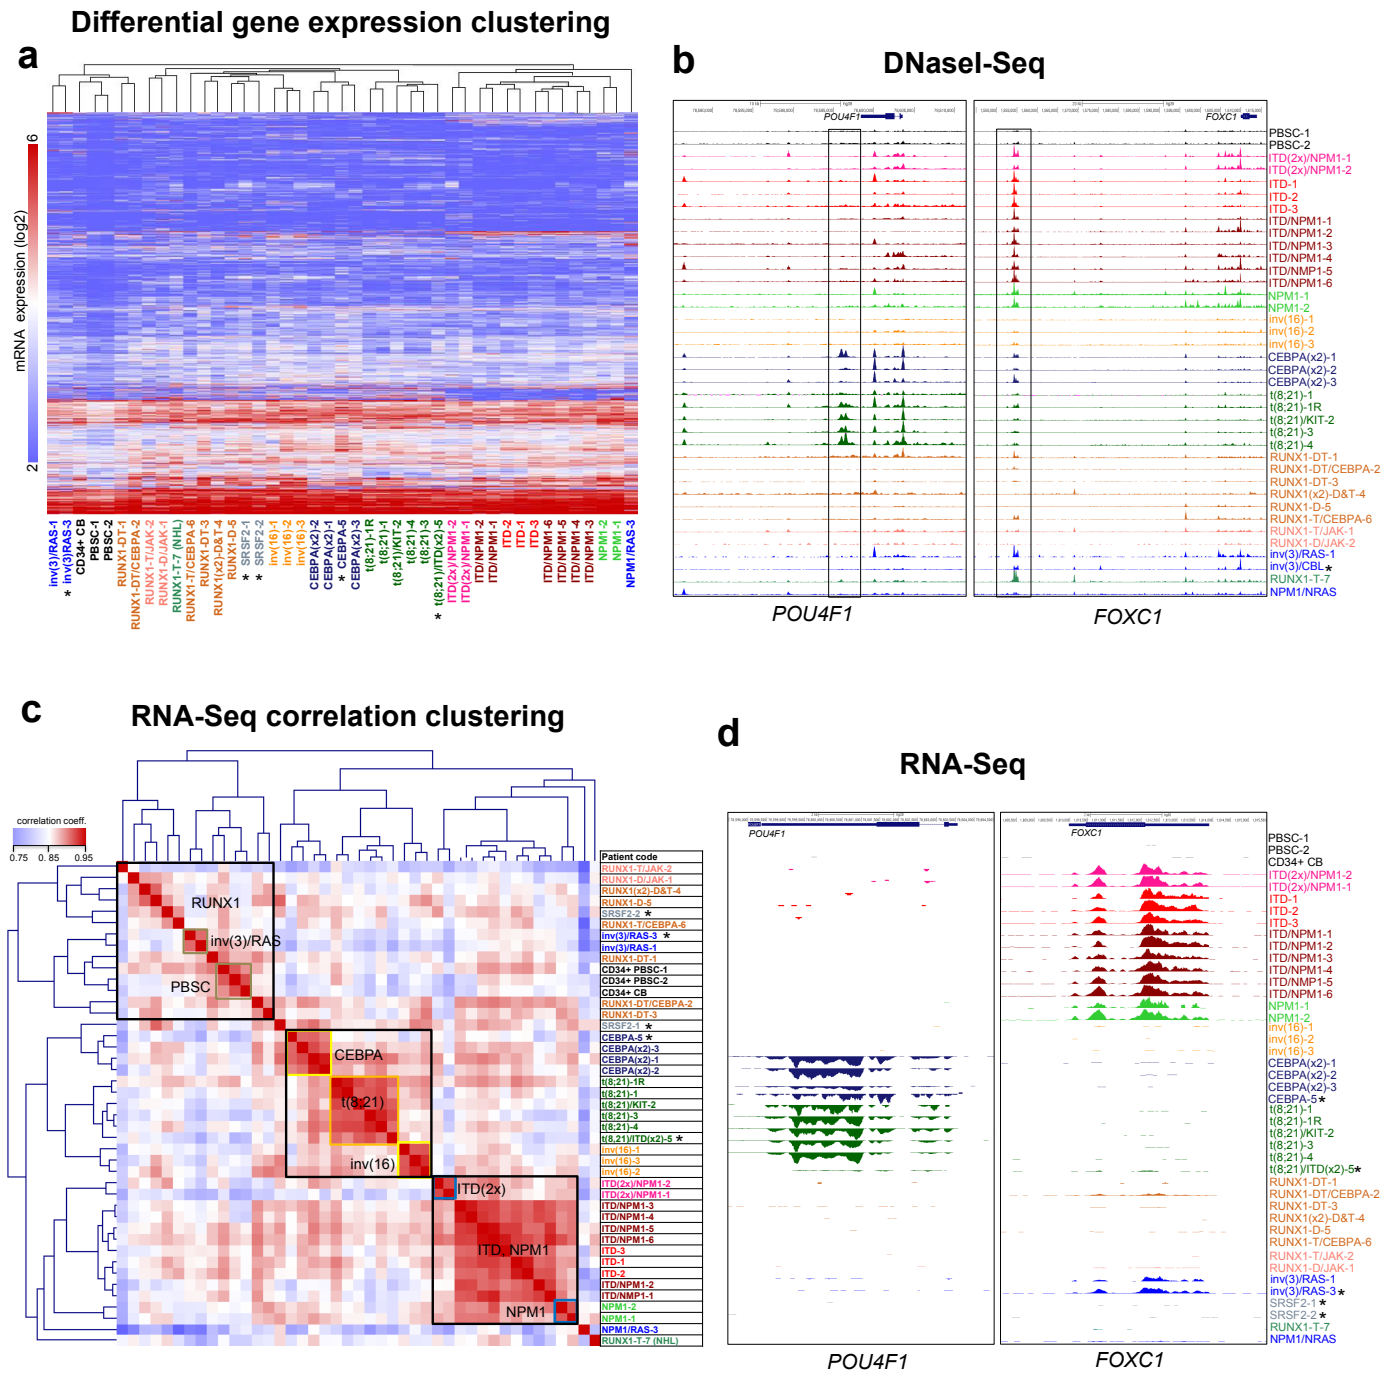 Differential gene expression clustering
a
mRNA expression (log2)
6
2
inv(3)/RAS-1
* inv(3)RAS-3
CD34+ CB
PBSC-1
PBSC-2
RUNX1-DT-1
RUNX1-DT/CEBPA-2
RUNX1-T/JAK-2
RUNX1-D/JAK-1
RUNX1-T-7 (NHL)
RUNX1-T/CEBPA-6
RUNX1-DT-3
RUNX1(x2)-D&T-4
RUNX1-D-5
* SRSF2-1
* SRSF2-2
inv(16)-1
inv(16)-2
inv(16)-3
CEBPA(x2)-2
CEBPA(x2)-1
* CEBPA-5
CEBPA(x2)-3
t(8;21)-1R
t(8;21)-1
t(8;21)/KIT-2
t(8;21)-4
t(8;21)-3
* t(8;21)/ITD(x2)-5
ITD(2x)/NPM1-2
ITD(2x)/NPM1-1
ITD/NPM1-2
ITD/NPM1-1
ITD-2
ITD-1
ITD-3
ITD/NPM1-6
ITD/NPM1-5
ITD/NPM1-4
ITD/NPM1-3
NPM1-2
NPM1-1
NPM1/RAS-3
b
DNaseI-Seq
POU4F1
FOXC1
PBSC-1
PBSC-2
ITD(2x)/NPM1-1
ITD(2x)/NPM1-2
ITD-1
ITD-2
ITD-3
ITD/NPM1-1
ITD/NPM1-2
ITD/NPM1-3
ITD/NPM1-4
ITD/NMP1-5
ITD/NPM1-6
NPM1-1
NPM1-2
inv(16)-1
inv(16)-2
inv(16)-3
CEBPA(x2)-1
CEBPA(x2)-2
CEBPA(x2)-3
t(8;21)-1
t(8;21)-1R
t(8;21)/KIT-2
t(8;21)-3
t(8;21)-4
RUNX1-DT-1
RUNX1-DT/CEBPA-2
RUNX1-DT-3
RUNX1(x2)-D&T-4
RUNX1-D-5
RUNX1-T/CEBPA-6
RUNX1-T/JAK-1
RUNX1-D/JAK-2
inv(3)/RAS-1
inv(3)/CBL*
RUNX1-T-7
NPM1/NRAS
POU4F1
FOXC1
c
RNA-Seq correlation clustering
correlation coeff.
0.75 0. 85 0.95
RUNX1
inv(3)/RAS
PBSC
CEBPA
t(8;21)
inv(16)
ITD(2x)
ITD, NPM1
NPM1
Patient code
RUNX1-T/JAK-2
RUNX1-D/JAK-1
RUNX1(x2)-D&T-4
RUNX1-D-5
SRSF2-2 *
RUNX1-T/CEBPA-6
inv(3)/RAS-3 *
inv(3)/RAS-1
RUNX1-DT-1
CD34+ PBSC-1
CD34+ PBSC-2
CD34+ CB
RUNX1-DT/CEBPA-2
RUNX1-DT-3
SRSF2-1 *
CEBPA-5 *
CEBPA(x2)-3
CEBPA(x2)-1
CEBPA(x2)-2
t(8;21)-1R
t(8;21)-1
t(8;21)/KIT-2
t(8;21)-3
t(8;21)-4
t(8,21)/ITD(x2)-5 *
inv(16)-1
inv(16)-3
inv(16)-2
ITD(2x)/NPM1-2
ITD(2x)/NPM1-1
ITD/NPM1-3
ITD/NPM1-4
ITD/NPM1-5
ITD/NPM1-6
ITD-3
ITD-1
ITD-2
ITD/NPM1-2
ITD/NMP1-1
NPM1-2
NPM1-1
NPM1/RAS-3
RUNX1-T-7 (NHL)
d
RNA-Seq
POU4F1
FOXC1
PBSC-1
PBSC-2
CD34+ CB
ITD(2x)/NPM1-2
ITD(2x)/NPM1-1
ITD-1
ITD-2
ITD-3
ITD/NPM1-1
ITD/NPM1-2
ITD/NPM1-3
ITD/NPM1-4
ITD/NMP1-5
ITD/NPM1-6
NPM1-1
NPM1-2
inv(16)-1
inv(16)-2
inv(16)-3
CEBPA(x2)-1
CEBPA(x2)-2
CEBPA(x2)-3
CEBPA-5*
t(8;21)-1
t(8;21)-1R
t(8;21)/KIT-2
t(8;21)-3
t(8;21)-4
t(8;21)/ITD(x2)-5*
RUNX1-DT-1
RUNX1-DT/CEBPA-2
RUNX1-DT-3
RUNX1(x2)-D&T-4
RUNX1-D-5
RUNX1-T/CEBPA-6
RUNX1-T/JAK-2
RUNX1-D/JAK-1
inv(3)/RAS-1
inv(3)/RAS-3*
SRSF2-1 *
SRSF2-2 *
RUNX1-T-7
NPM1/NRAS
POU4F1
FOXC1